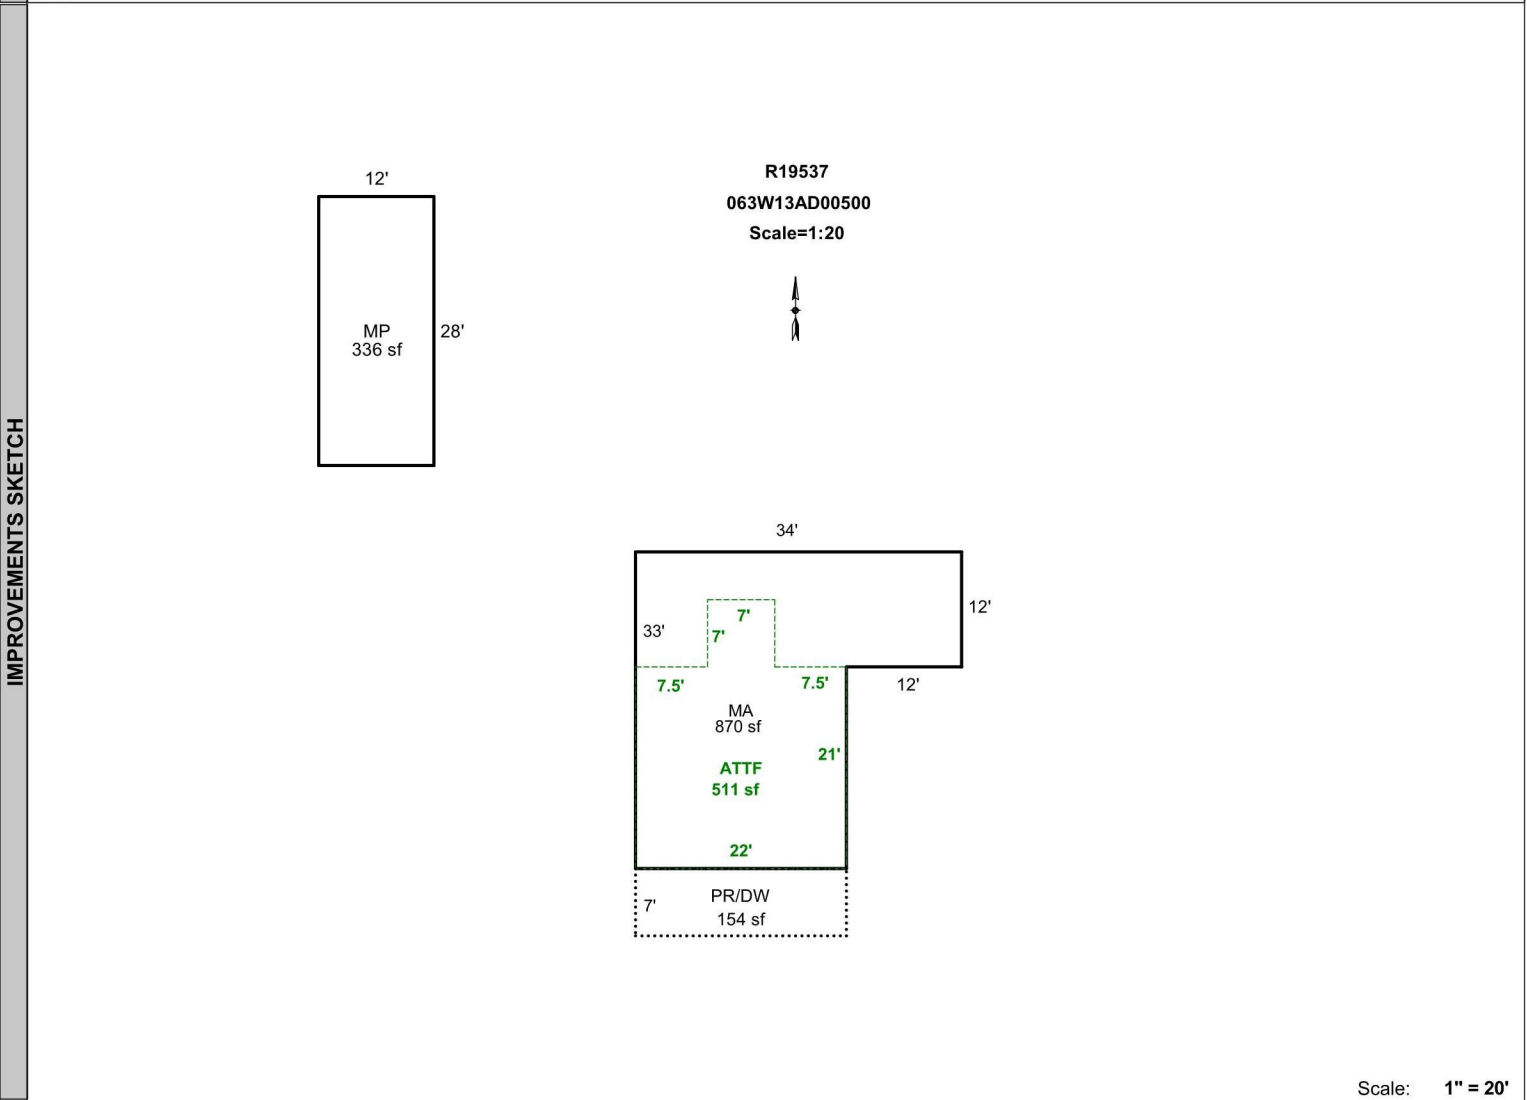 IMPROVEMENTS SKETCH
R19537
063W13AD00500
Scale=1:20
12'
MP
336 sf
28'
34'
12'
7'
33'
7'
7.5'
7.5'
12'
MA
870 sf
21'
ATTF
511 sf
22'
PR/DW
7'
154 sf
Scale: 1" = 20'